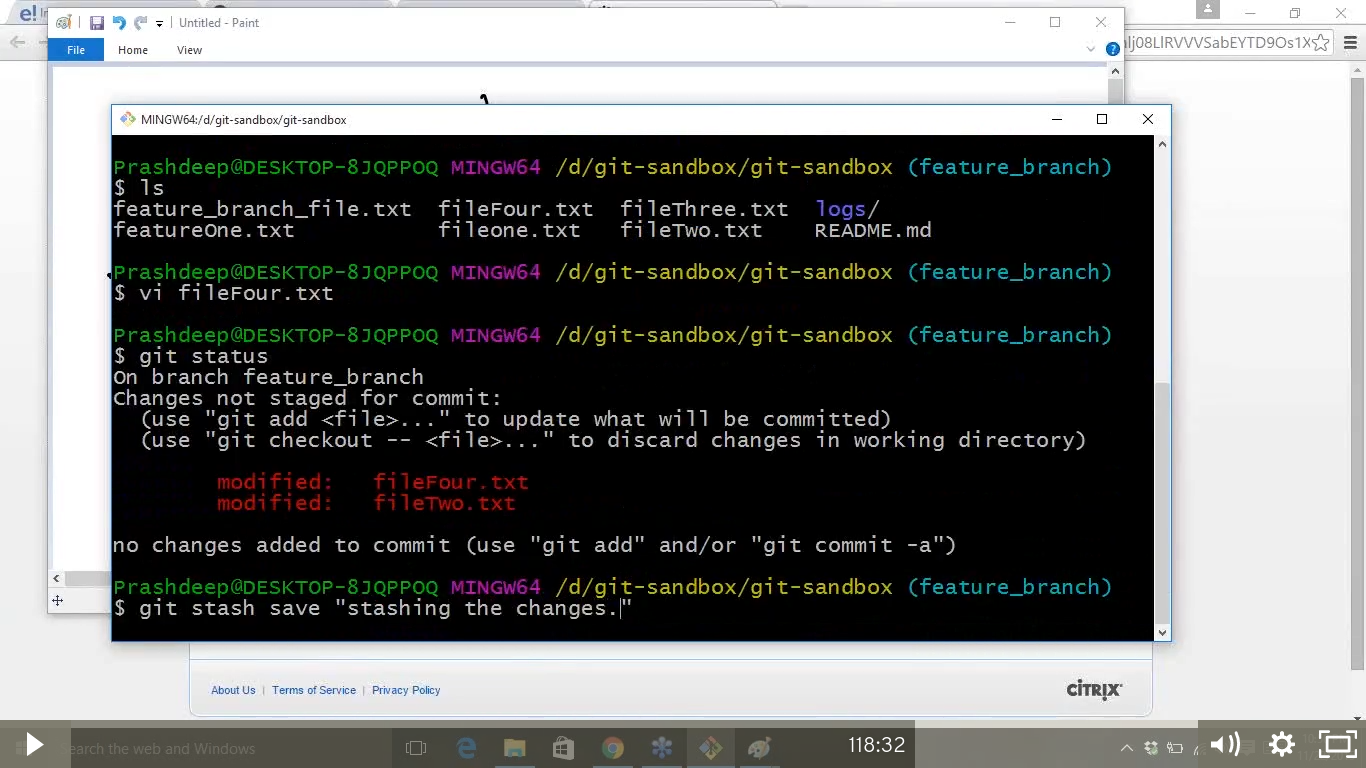 Untitled - Paint
File Home View
nlj08LlRVVVSabEYTD9Os1X
MINGW64:/d/git-sandbox/git-sandbox
Prashdeep@DESKTOP-8JQPPOQ MINGW64 /d/git-sandbox/git-sandbox (feature_branch)
$ ls
feature_branch_file.txt fileFour.txt fileThree.txt logs/
featureOne.txt fileone.txt fileTwo.txt README.md
Prashdeep@DESKTOP-8JQPPOQ MINGW64 /d/git-sandbox/git-sandbox (feature_branch)
$ vi fileFour.txt
Prashdeep@DESKTOP-8JQPPOQ MINGW64 /d/git-sandbox/git-sandbox (feature_branch)
$ git status
On branch feature_branch
Changes not staged for commit:
(use "git add <file>..." to update what will be committed)
(use "git checkout -- <file>..." to discard changes in working directory)
modified: fileFour.txt
modified: fileTwo.txt
no changes added to commit (use "git add" and/or "git commit -a")
Prashdeep@DESKTOP-8JQPPOQ MINGW64 /d/git-sandbox/git-sandbox (feature_branch)
$ git stash save "stashing the changes."
About Us | Terms of Service | Privacy Policy
CİTRIX
earch the web and Windows
118:32